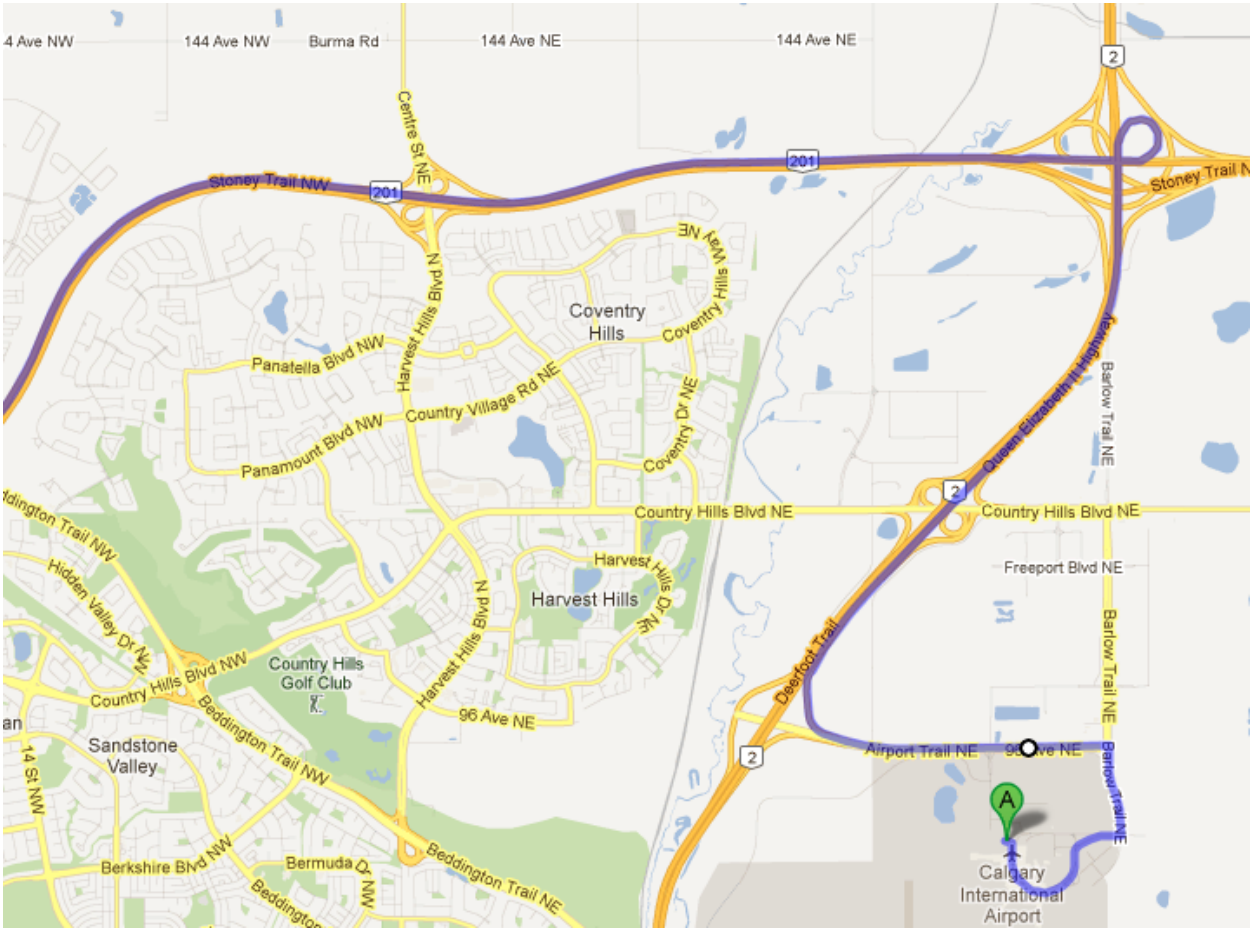 4 Ave NW
144 Ave NW
Burma Rd
144 Ave NE
144 Ave NE
2
Centre St NE
201
Stoney Trail NW
201
Stoney Trail N
Harvest Hills Blvd N
Coventry Hills Way NE
Coventry
Hills
Panatella Blvd NW
Country Village Rd NE
Panamount Blvd NW
Coventry Dr NE
Queen Elizabeth II Highway
Barlow Trail NE
2
Country Hills Blvd NE
Country Hills Blvd NE
ddington Trail NW
Hidden Valley Dr NW
Harvest Hills Dr NE
Harvest Hills
Freeport Blvd NE
Barlow Trail NE
Harvest Hills Blvd N
Country Hills Blvd NW
Country Hills
Golf Club
Deerfoot Trail
96 Ave NE
an
Sandstone
Valley
14 St NW
Beddington Trail NW
2
Airport Trail NE
96 Ave NE
Barlow Trail NE
A
Calgary
International
Airport
Berkshire Blvd NW
Bermuda Dr NW
Beddington
Beddington Trail NE